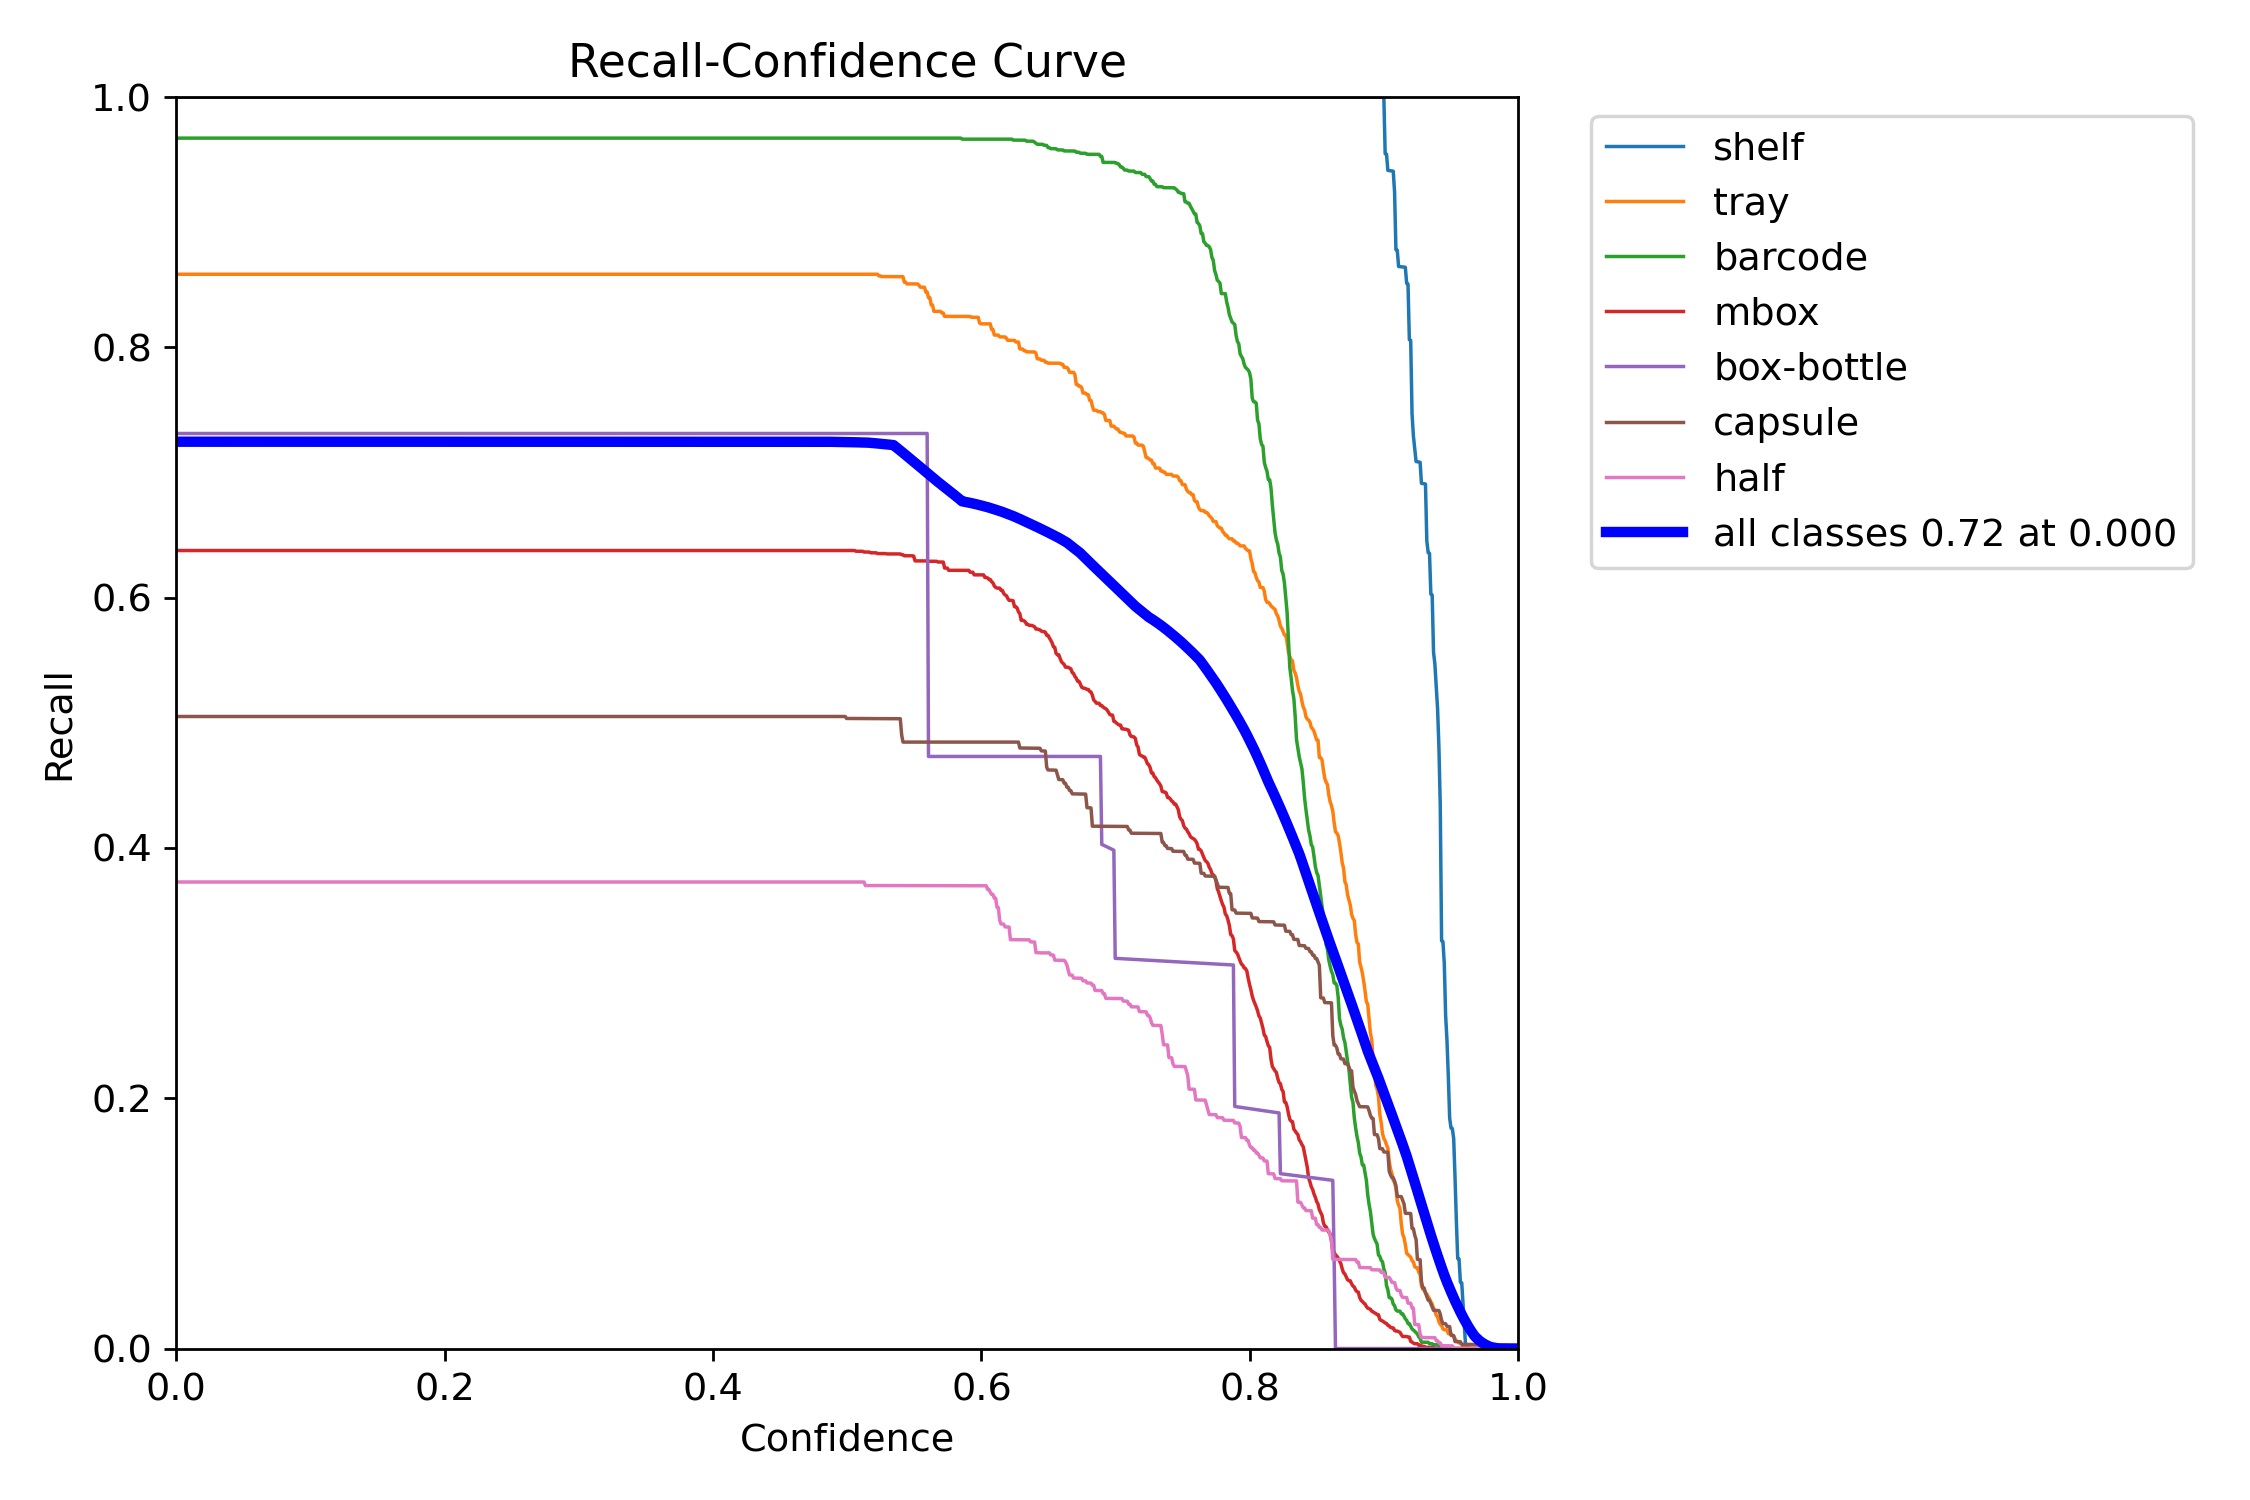 Recall-Confidence Curve
1.0
0.8
0.6
0.4
0.2
0.0
Recall
0.0 0.2 0.4 0.6 0.8 1.0
Confidence
shelf
tray
barcode
mbox
box-bottle
capsule
half
all classes 0.72 at 0.000